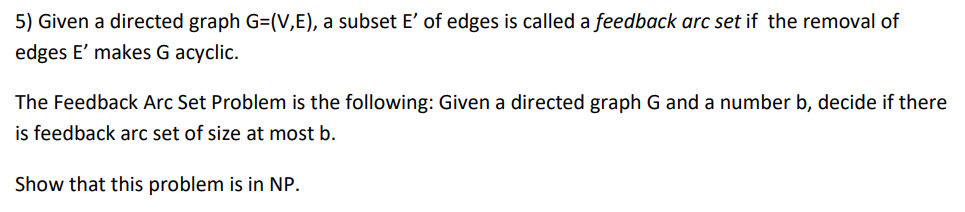 5) Given a directed graph G=(V,E), a subset E’ of edges is called a feedback arc set if  the removal of
edges E’ makes G acyclic.
The Feedback Arc Set Problem is the following: Given a directed graph G and a number b, decide if there
is feedback arc set of size at most b.
Show that this problem is in NP.